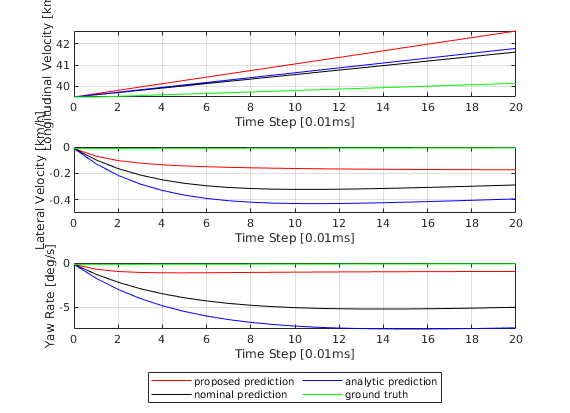 Longitudinal Velocity [km
42
41
40
0 2 4 6 8 10 12 14 16 18 20
Time Step [0.01ms]
Lateral Velocity [km/h]
0
-0.2
-0.4
0 2 4 6 8 10 12 14 16 18 20
Time Step [0.01ms]
Yaw Rate [deg/s]
0
-5
0 2 4 6 8 10 12 14 16 18 20
Time Step [0.01ms]
proposed prediction analytic prediction
nominal prediction ground truth